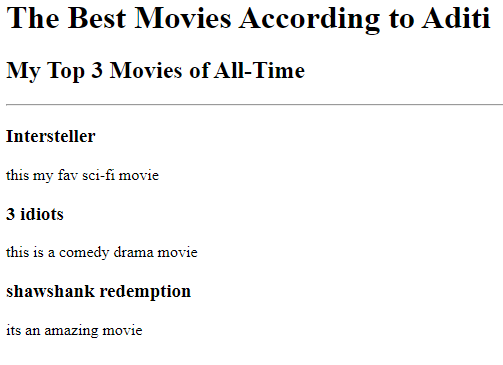 The Best Movies According to Aditi
My Top 3 Movies of All-Time
Intersteller
this my fav sci-fi movie
3 idiots
this is a comedy drama movie
shawshank redemption
its an amazing movie